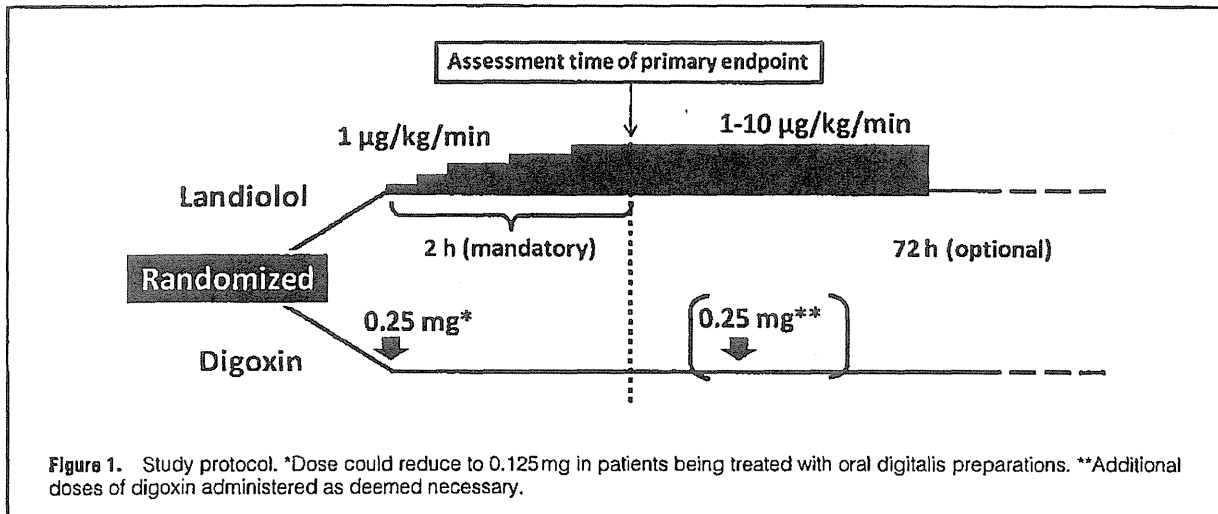 Assessment time of primary endpoint
1 µg/kg/min
1-10 µg/kg/min
Landiolol
2 h (mandatory)
72 h (optional)
Randomized
0.25 mg*
0.25 mg**
Digoxin
Figure 1. Study protocol. *Dose could reduce to 0.125 mg in patients being treated with oral digitalis preparations. **Additional
doses of digoxin administered as deemed necessary.